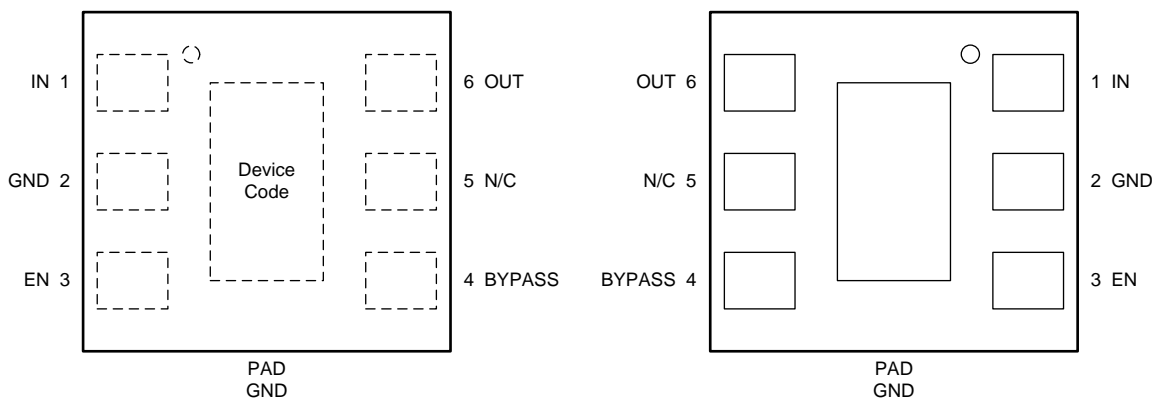 IN 1
6 OUT
GND 2
Device
Code
5 N/C
EN 3
4 BYPASS
PAD
GND
OUT 6
1 IN
N/C 5
2 GND
BYPASS 4
3 EN
PAD
GND